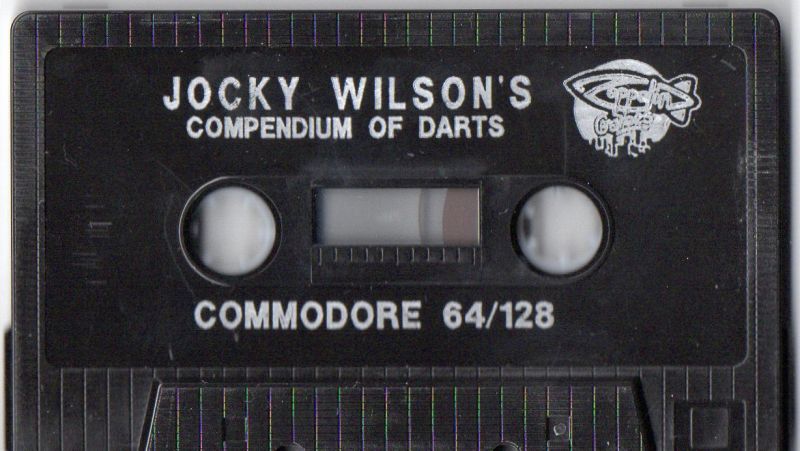 JOCKY WILSON'S
COMPENDIUM OF DARTS
Zeppelin
Games
COMMODORE 64/128